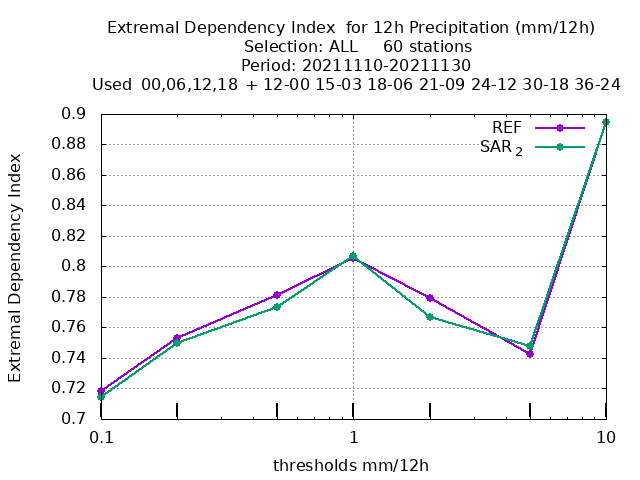 Extremal Dependency Index  for 12h Precipitation (mm/12h)
Selection: ALL     60 stations
Period: 20211110-20211130
Used  00,06,12,18  + 12-00 15-03 18-06 21-09 24-12 30-18 36-24
REF
SAR 2
Extremal Dependency Index
0.9
0.88
0.86
0.84
0.82
0.8
0.78
0.76
0.74
0.72
0.7
0.1
1
10
thresholds mm/12h